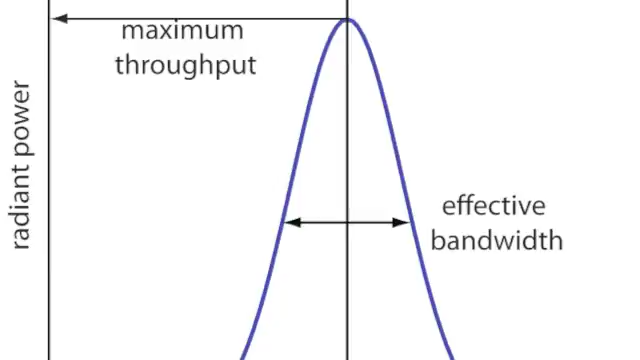 maximum
throughput
radiant power
effective
bandwidth